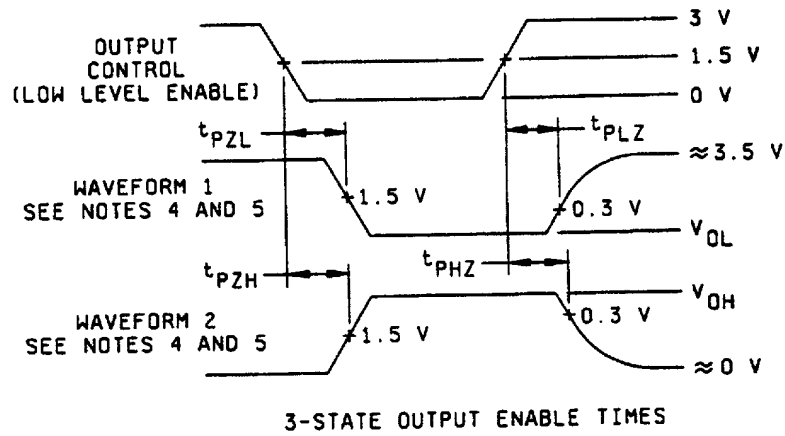 3 V
OUTPUT
CONTROL
(LOW LEVEL ENABLE)
1.5 V
0 V
tPZL
tPLZ
≈3.5 V
WAVEFORM 1
SEE NOTES 4 AND 5
1.5 V
0.3 V
VOL
tPZH
tPHZ
VOH
WAVEFORM 2
SEE NOTES 4 AND 5
1.5 V
0.3 V
≈0 V
3-STATE OUTPUT ENABLE TIMES